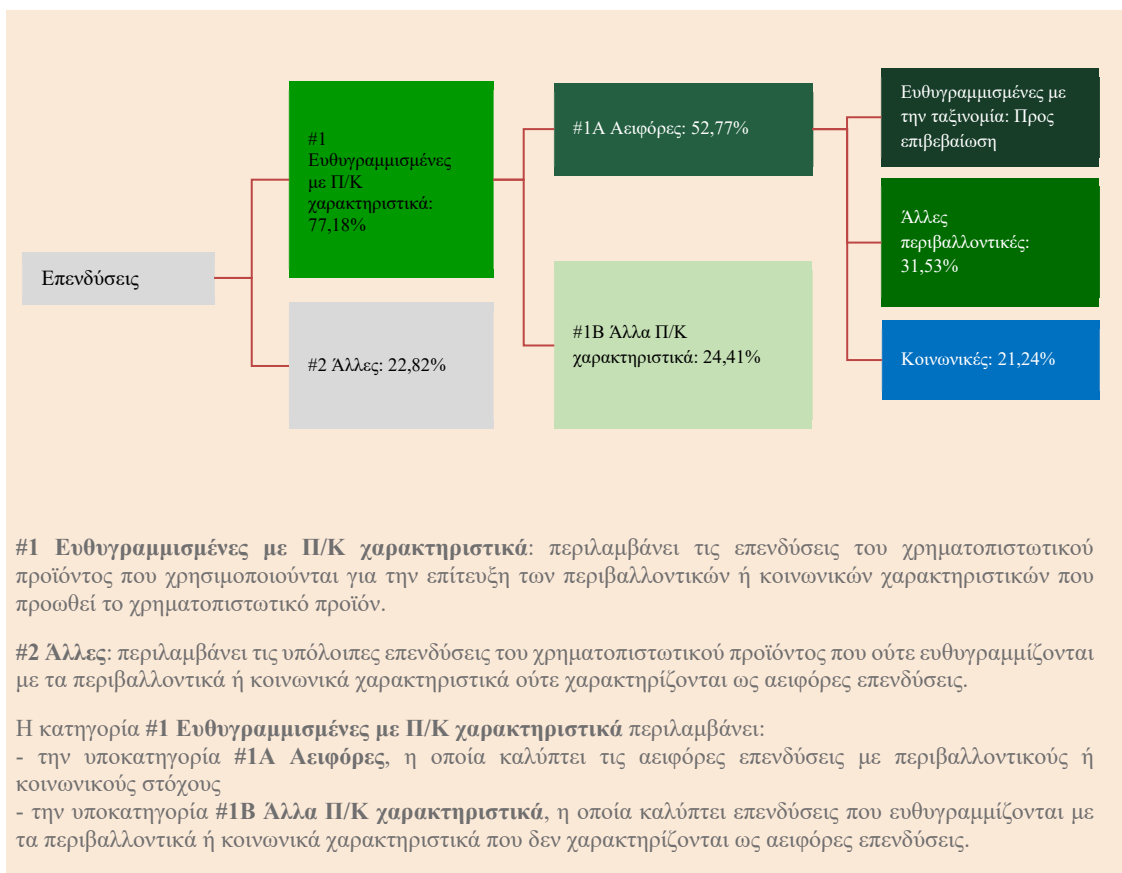 Επενδύσεις
#1
Ευθυγραμμισμένες
με Π/Κ
χαρακτηριστικά:
77,18%
#2 Άλλες: 22,82%
#1Α Αειφόρες: 52,77%
#1Β Άλλα Π/Κ
χαρακτηριστικά: 24,41%
Ευθυγραμμισμένες με
την ταξινομία: Προς
επιβεβαίωση
Άλλες
περιβαλλοντικές:
31,53%
Κοινωνικές: 21,24%
#1 Ευθυγραμμισμένες με Π/Κ χαρακτηριστικά: περιλαμβάνει τις επενδύσεις του χρηματοπιστωτικού
προϊόντος που χρησιμοποιούνται για την επίτευξη των περιβαλλοντικών ή κοινωνικών χαρακτηριστικών που
προωθεί το χρηματοπιστωτικό προϊόν.
#2 Άλλες: περιλαμβάνει τις υπόλοιπες επενδύσεις του χρηματοπιστωτικού προϊόντος που ούτε ευθυγραμμίζονται
με τα περιβαλλοντικά ή κοινωνικά χαρακτηριστικά ούτε χαρακτηρίζονται ως αειφόρες επενδύσεις.
Η κατηγορία #1 Ευθυγραμμισμένες με Π/Κ χαρακτηριστικά περιλαμβάνει:
- την υποκατηγορία #1Α Αειφόρες, η οποία καλύπτει τις αειφόρες επενδύσεις με περιβαλλοντικούς ή
κοινωνικούς στόχους
- την υποκατηγορία #1Β Άλλα Π/Κ χαρακτηριστικά, η οποία καλύπτει επενδύσεις που ευθυγραμμίζονται με
τα περιβαλλοντικά ή κοινωνικά χαρακτηριστικά που δεν χαρακτηρίζονται ως αειφόρες επενδύσεις.